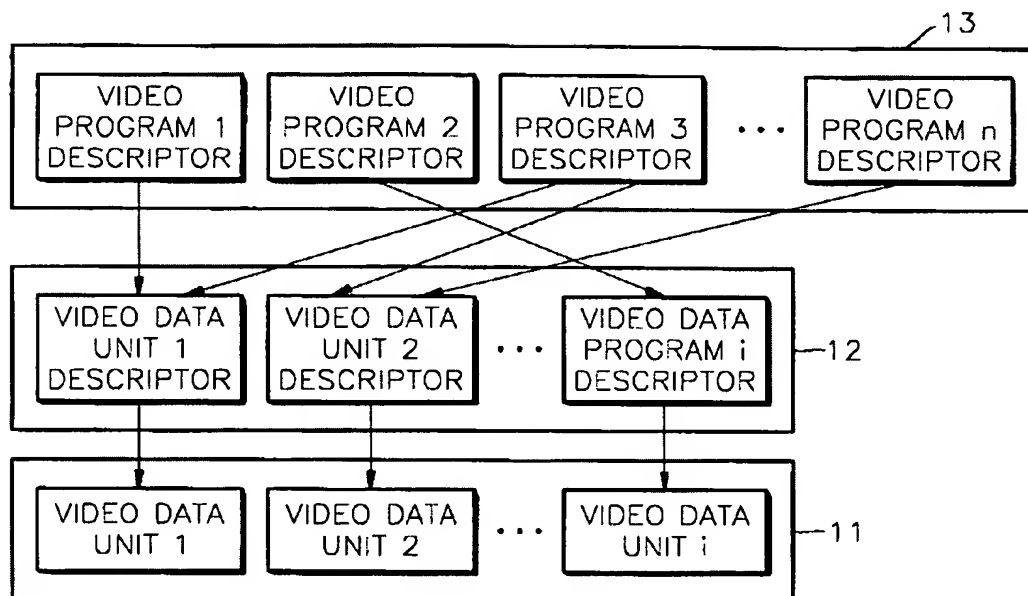 13
VIDEO
PROGRAM 1
DESCRIPTOR
VIDEO
PROGRAM 2
DESCRIPTOR
VIDEO
PROGRAM 3
DESCRIPTOR
...
VIDEO
PROGRAM n
DESCRIPTOR
VIDEO DATA
UNIT 1
DESCRIPTOR
VIDEO DATA
UNIT 2
DESCRIPTOR
...
VIDEO DATA
PROGRAM i
DESCRIPTOR
12
VIDEO DATA
UNIT 1
VIDEO DATA
UNIT 2
...
VIDEO DATA
UNIT i
11